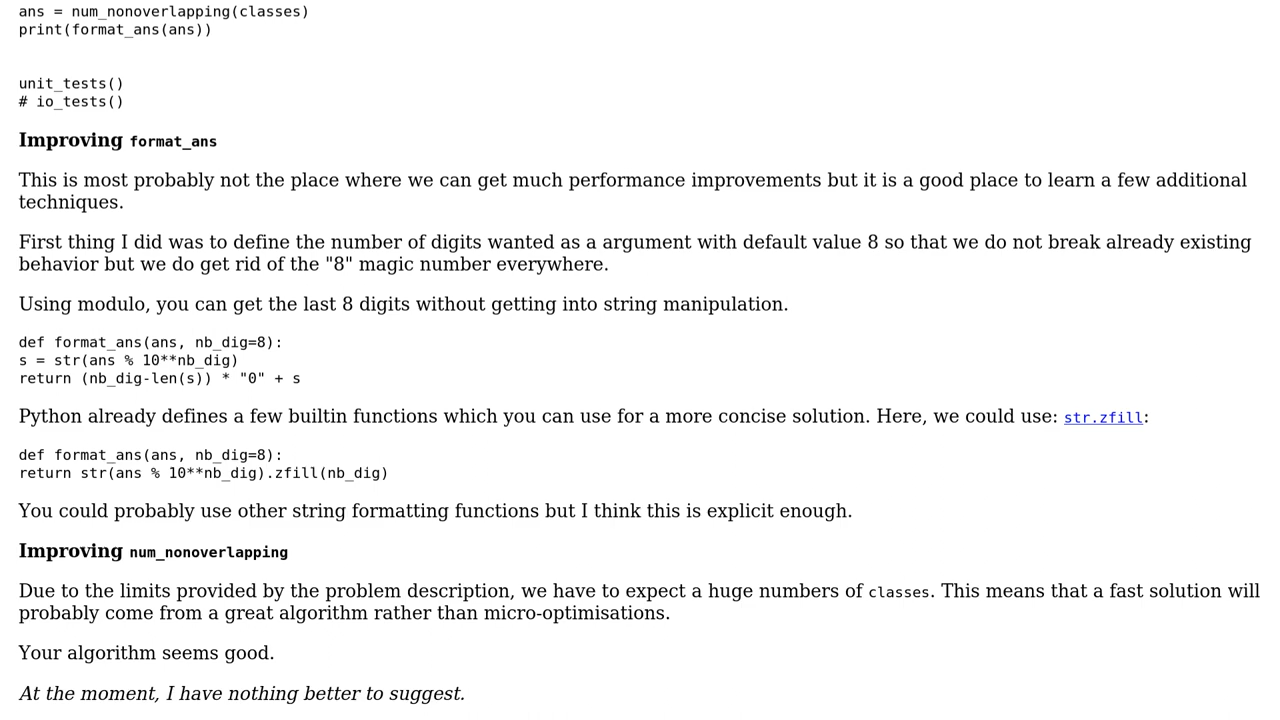 ans = num_nonoverlapping(classes)
print(format_ans(ans))
unit_tests()
# io_tests()
Improving format_ans
This is most probably not the place where we can get much performance improvements but it is a good place to learn a few additional
techniques.
First thing I did was to define the number of digits wanted as a argument with default value 8 so that we do not break already existing
behavior but we do get rid of the "8" magic number everywhere.
Using modulo, you can get the last 8 digits without getting into string manipulation.
def format_ans(ans, nb_dig=8):
s = str(ans % 10**nb_dig)
return (nb_dig-len(s)) * "0" + s
Python already defines a few builtin functions which you can use for a more concise solution. Here, we could use: str.zfill:
def format_ans(ans, nb_dig=8):
return str(ans % 10**nb_dig).zfill(nb_dig)
You could probably use other string formatting functions but I think this is explicit enough.
Improving num_nonoverlapping
Due to the limits provided by the problem description, we have to expect a huge numbers of classes. This means that a fast solution will
probably come from a great algorithm rather than micro-optimisations.
Your algorithm seems good.
At the moment, I have nothing better to suggest.